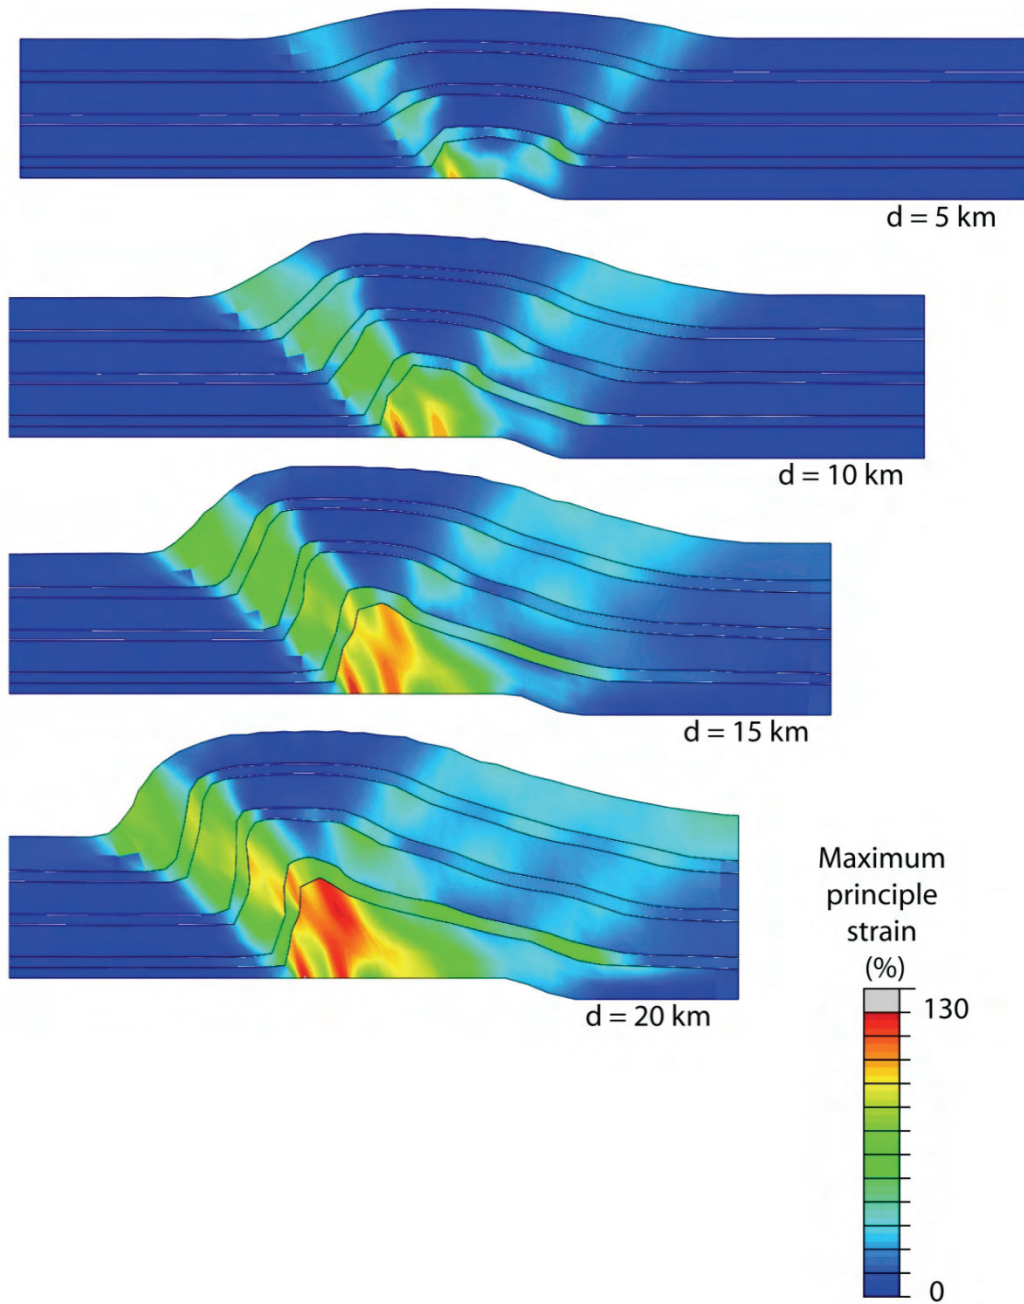 d = 5 km
d = 10 km
d = 15 km
d = 20 km
Maximum
principle
strain
(%)
130
0